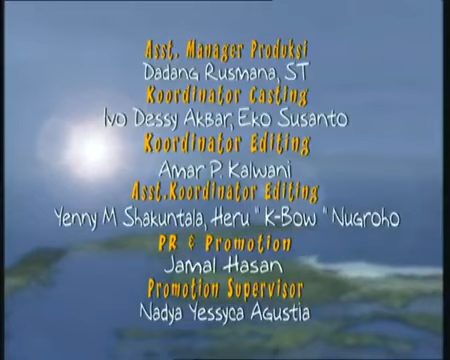 Asst. Manager Produksi
Dadang Rusmana, ST
Koordinator Casting
Ivo Dessy Akbar, Eko Susanto
Koordinator Editing
Amar P. Kalwani
Asst.Koordinator Editing
Yenny M Shakuntala, Heru " K-Bow " Nugroho
PR & Promotion
Jamal Hasan
Promotion Supervisor
Nadya Yessyca Agustia